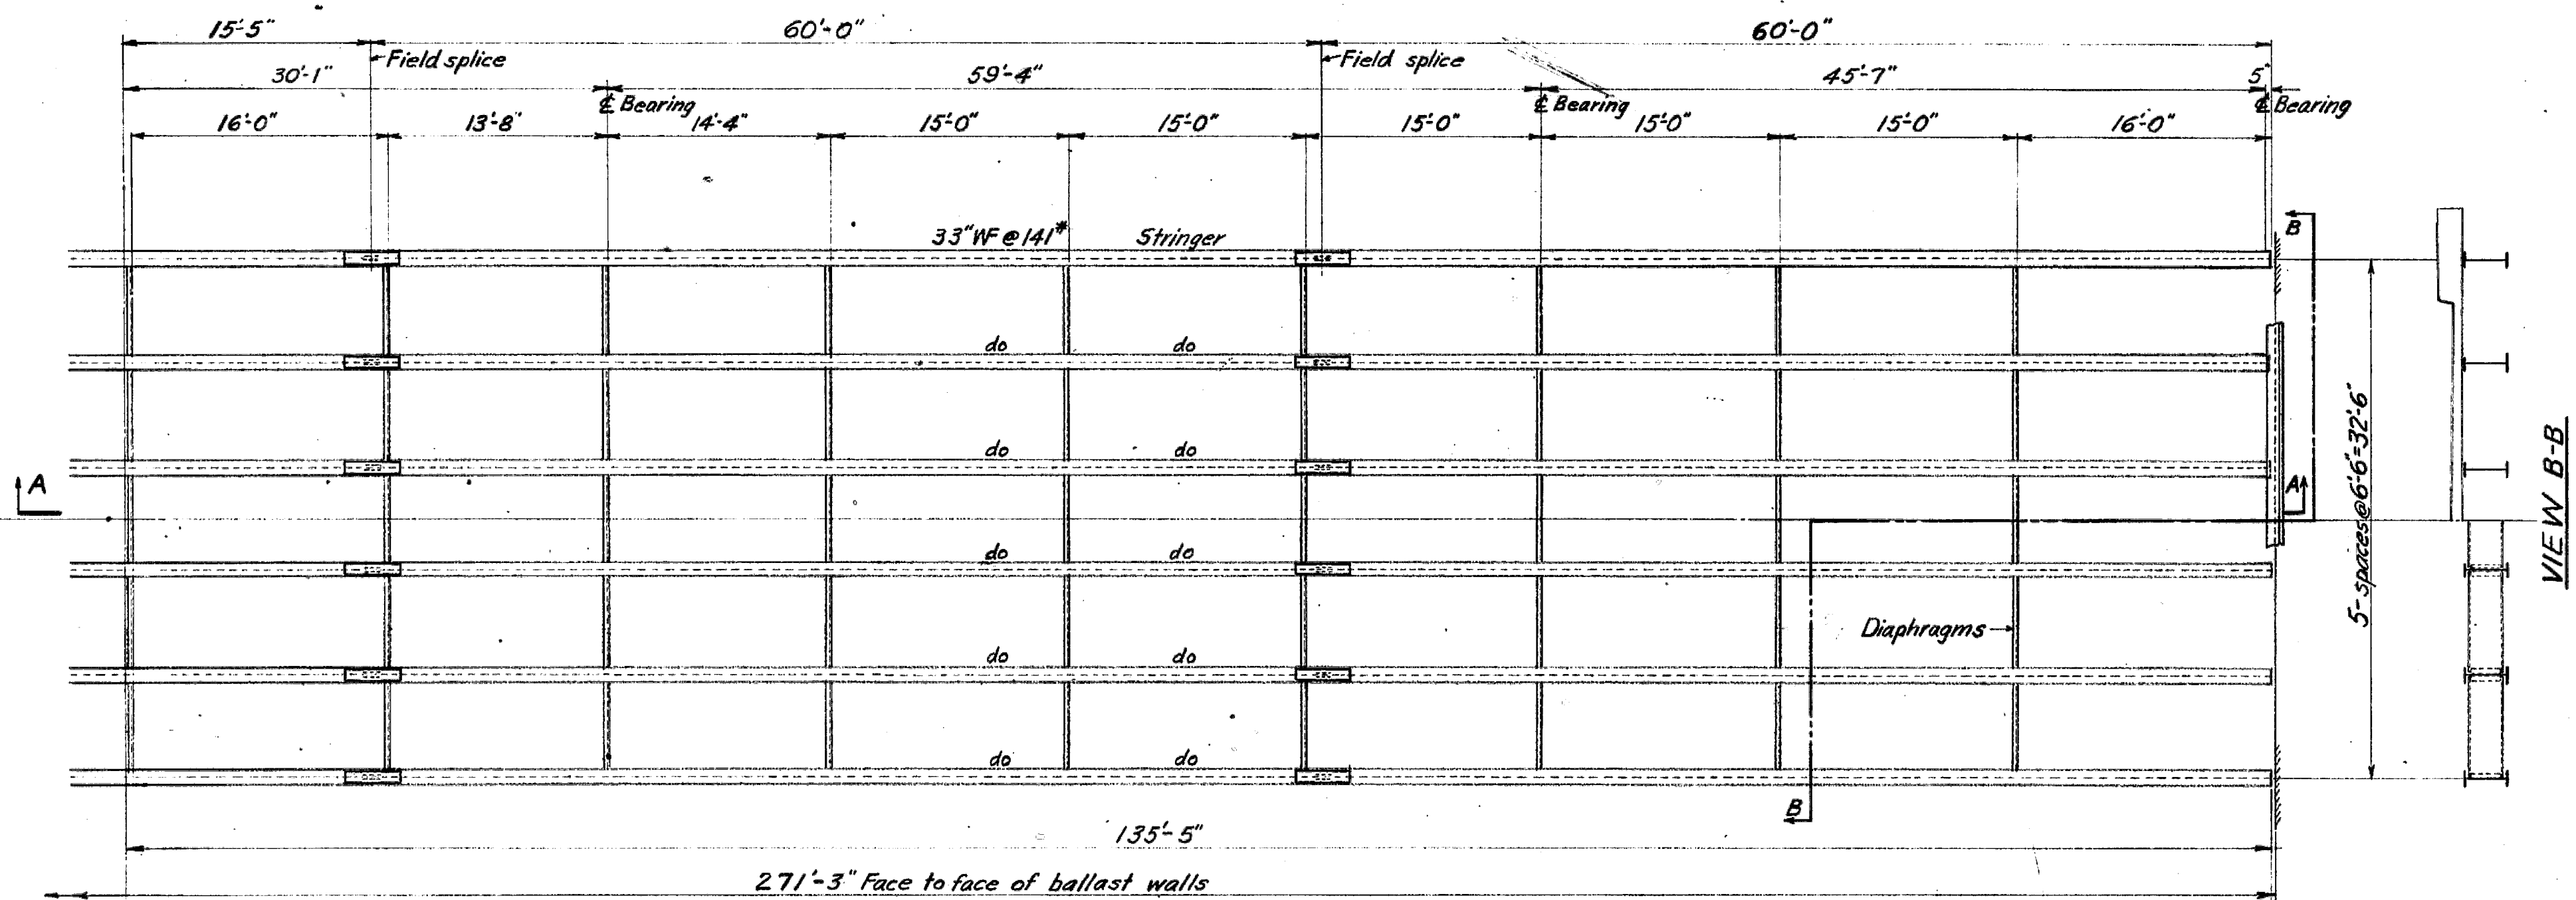 15'-5" 60'-0" 60'-0"
Field splice Field splice
30'-1" 59'-4" 45'-7" 5"
℄ Bearing ℄ Bearing ℄ Bearing
16'-0" 13'-8" 14'-4" 15'-0" 15'-0" 15'-0" 15'-0" 15'-0" 16'-0"
33"WF@141# Stringer
B
do do
do do
A
A
do do
do do
do do
Diaphragms
5-spaces@6'-6"=32'-6"
VIEW B-B
B
135'-5"
271'-3" Face to face of ballast walls